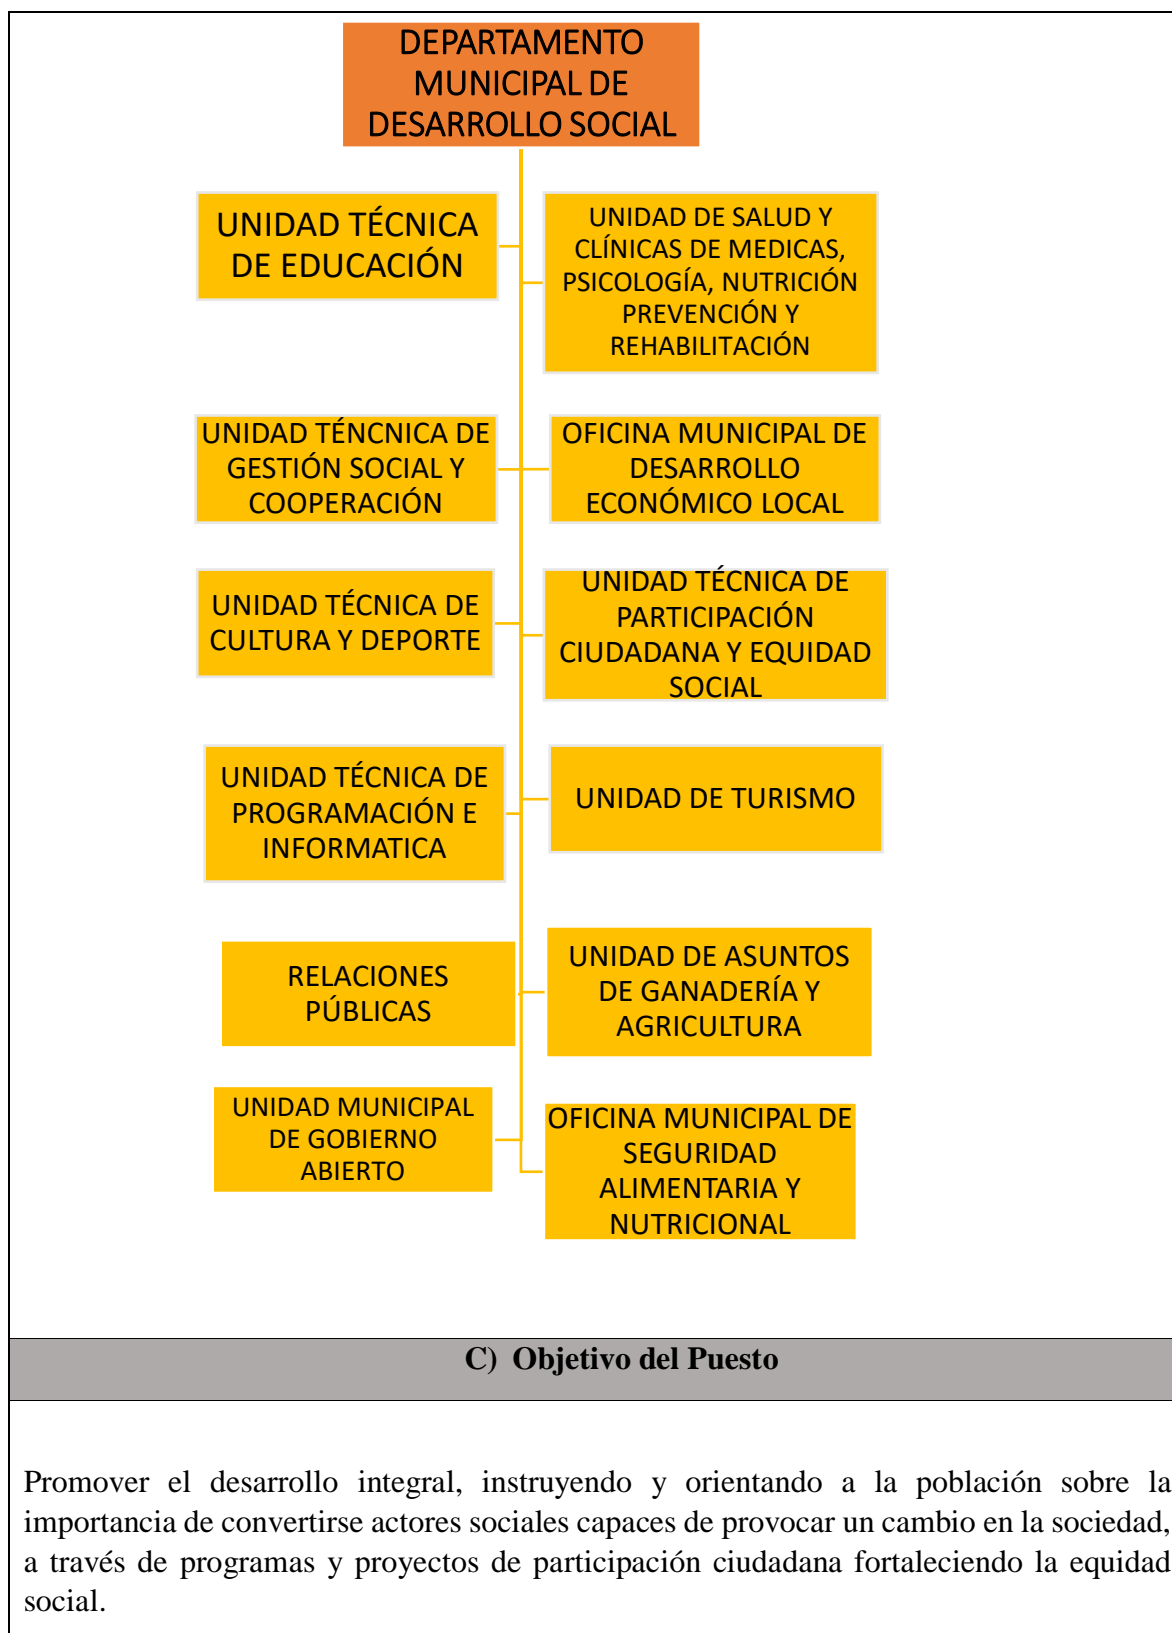 DEPARTAMENTO
MUNICIPAL DE
DESARROLLO SOCIAL
UNIDAD TÉCNICA
DE EDUCACIÓN
UNIDAD DE SALUD Y
CLÍNICAS DE MEDICAS,
PSICOLOGÍA, NUTRICIÓN
PREVENCIÓN Y
REHABILITACIÓN
UNIDAD TÉNCNICA DE
GESTIÓN SOCIAL Y
COOPERACIÓN
OFICINA MUNICIPAL DE
DESARROLLO
ECONÓMICO LOCAL
UNIDAD TÉCNICA DE
CULTURA Y DEPORTE
UNIDAD TÉCNICA DE
PARTICIPACIÓN
CIUDADANA Y EQUIDAD
SOCIAL
UNIDAD TÉCNICA DE
PROGRAMACIÓN E
INFORMATICA
UNIDAD DE TURISMO
RELACIONES
PÚBLICAS
UNIDAD DE ASUNTOS
DE GANADERÍA Y
AGRICULTURA
UNIDAD MUNICIPAL
DE GOBIERNO
ABIERTO
OFICINA MUNICIPAL DE
SEGURIDAD
ALIMENTARIA Y
NUTRICIONAL
C) Objetivo del Puesto
Promover el desarrollo integral, instruyendo y orientando a la población sobre la
importancia de convertirse actores sociales capaces de provocar un cambio en la sociedad,
a través de programas y proyectos de participación ciudadana fortaleciendo la equidad
social.